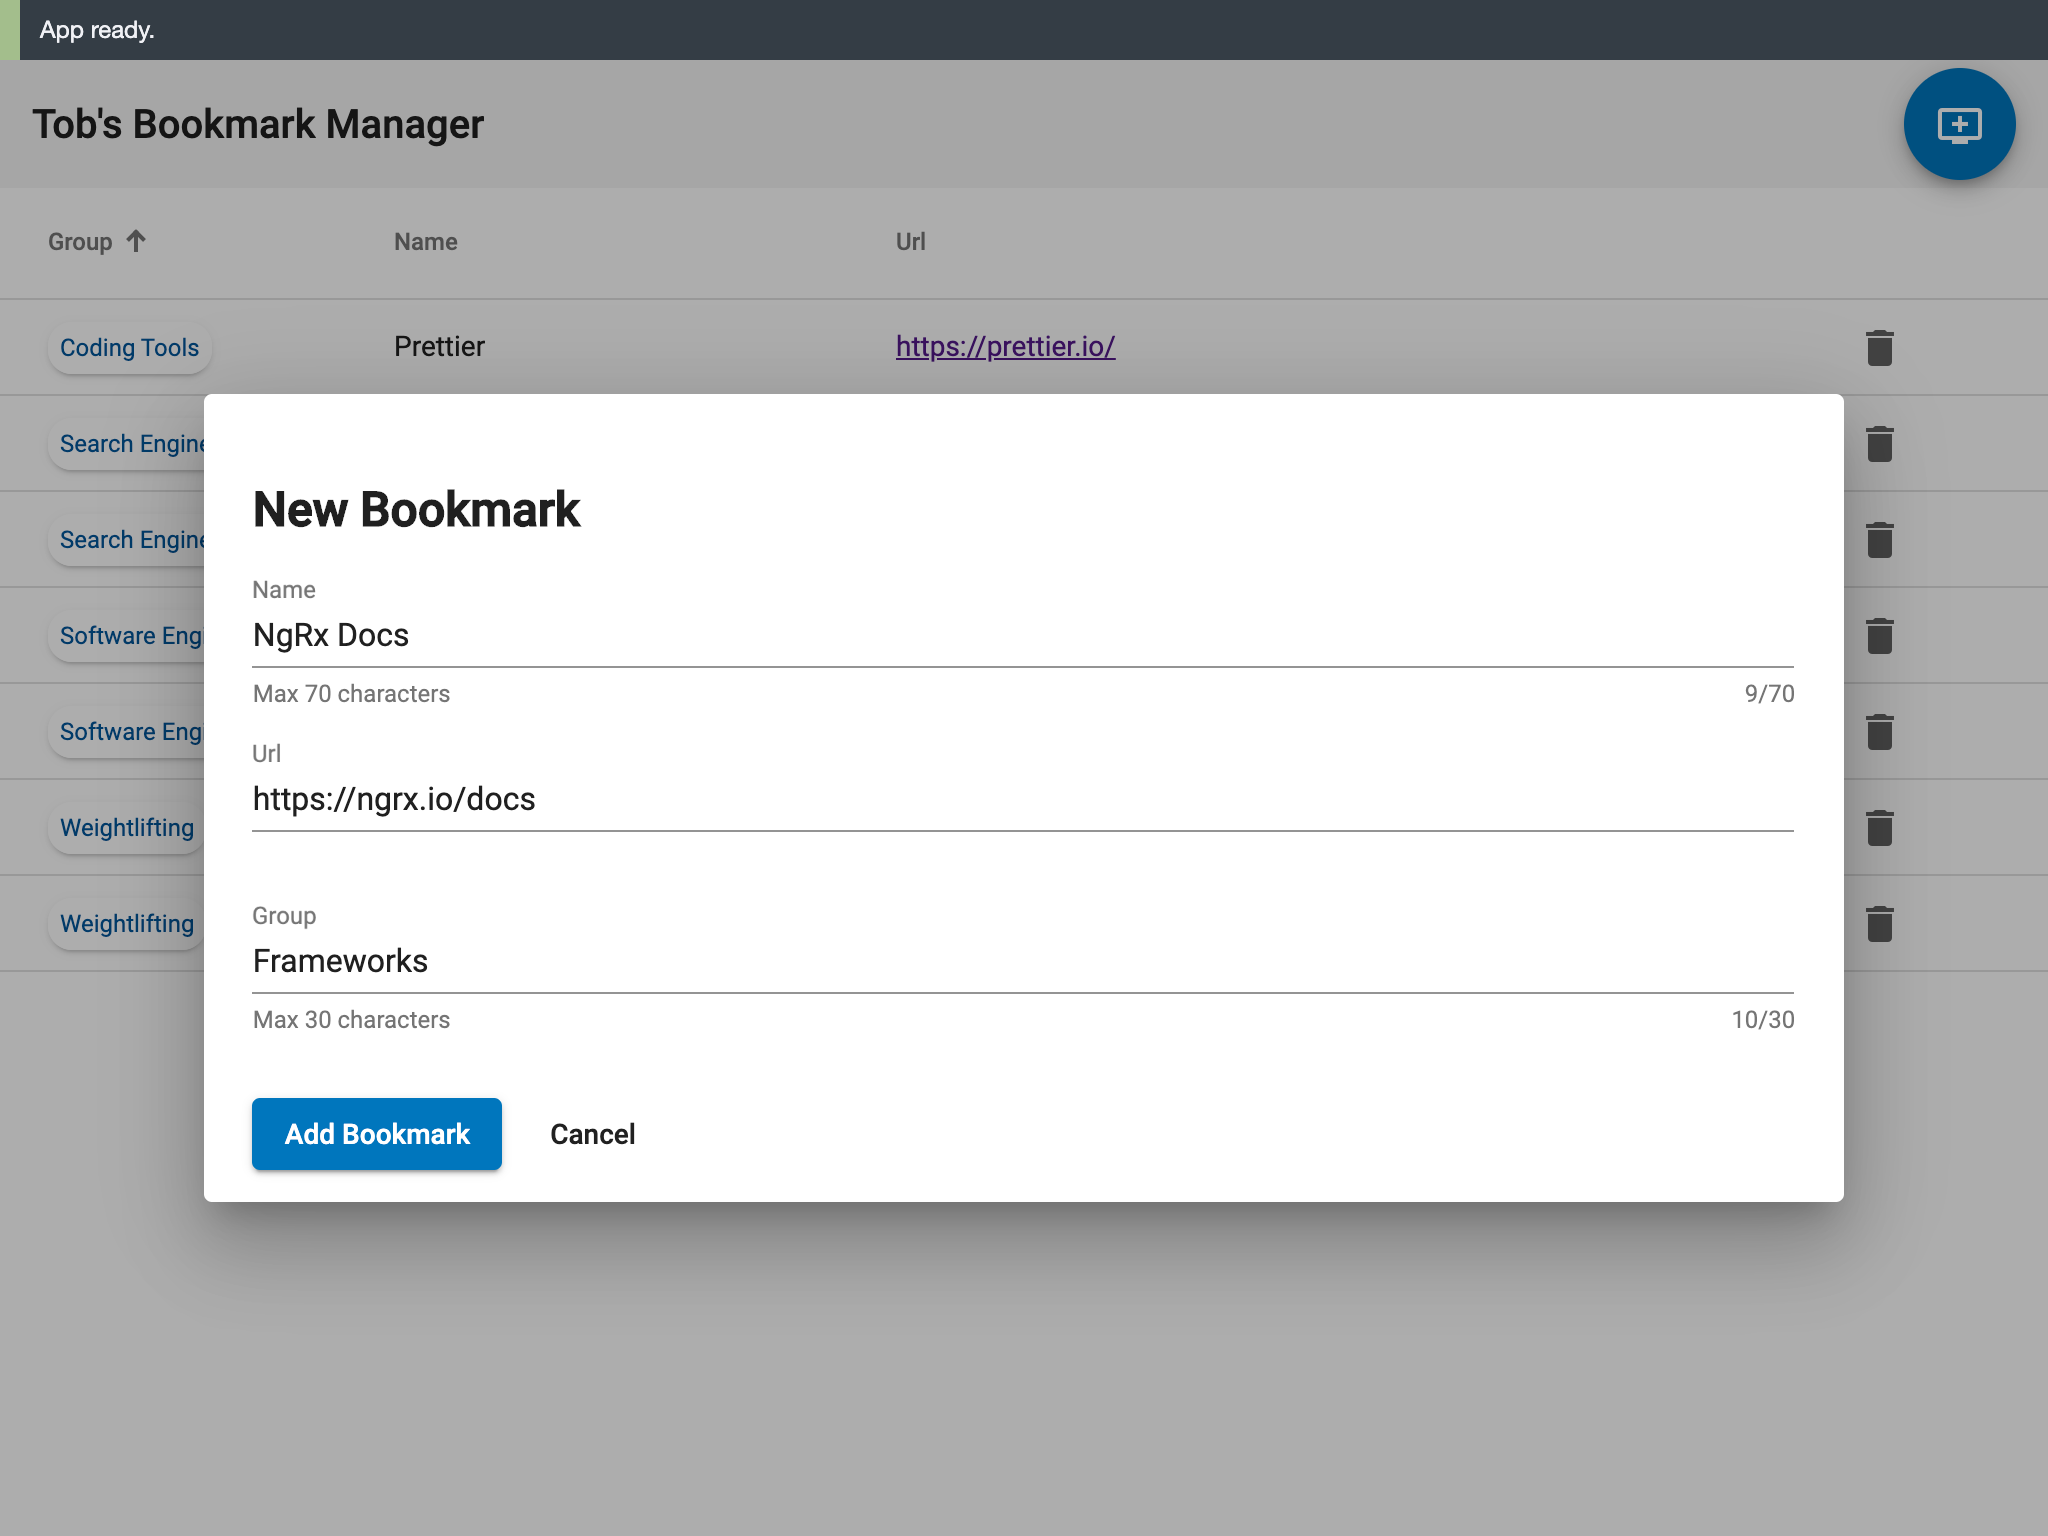 App ready.
Tob's Bookmark Manager
Group Name Url
Coding Tools Prettier https://prettier.io/
Search Engine
Search Engine
Software Engi
Software Engi
Weightlifting
Weightlifting
New Bookmark
Name
NgRx Docs
Max 70 characters 9/70
Url
https://ngrx.io/docs
Group
Frameworks
Max 30 characters 10/30
Add Bookmark Cancel